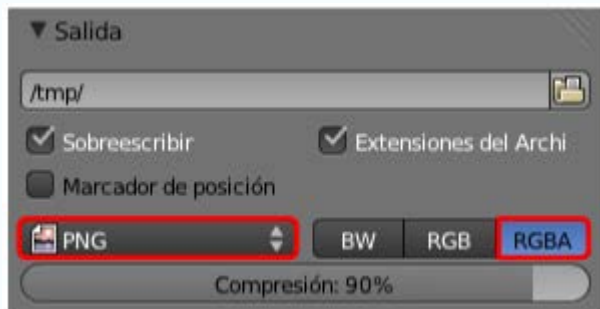 Salida
/tmp/
Sobreescribir Extensiones del Archi
Marcador de posición
PNG BW RGB RGBA
Compresión: 90%